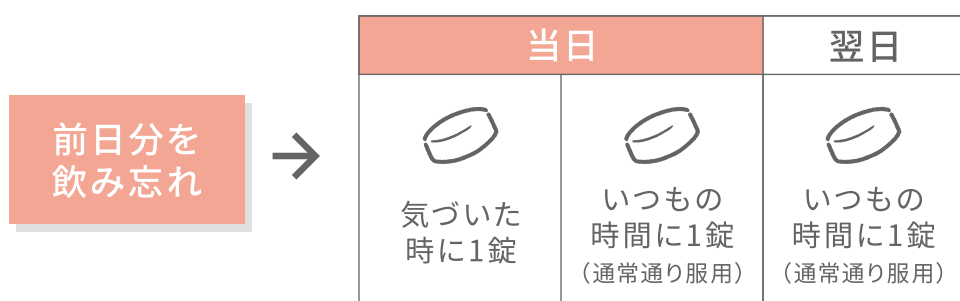 前日分を
飲み忘れ
当日
翌日
気づいた
時に1錠
いつもの
時間に1錠
（通常通り服用）
いつもの
時間に1錠
（通常通り服用）